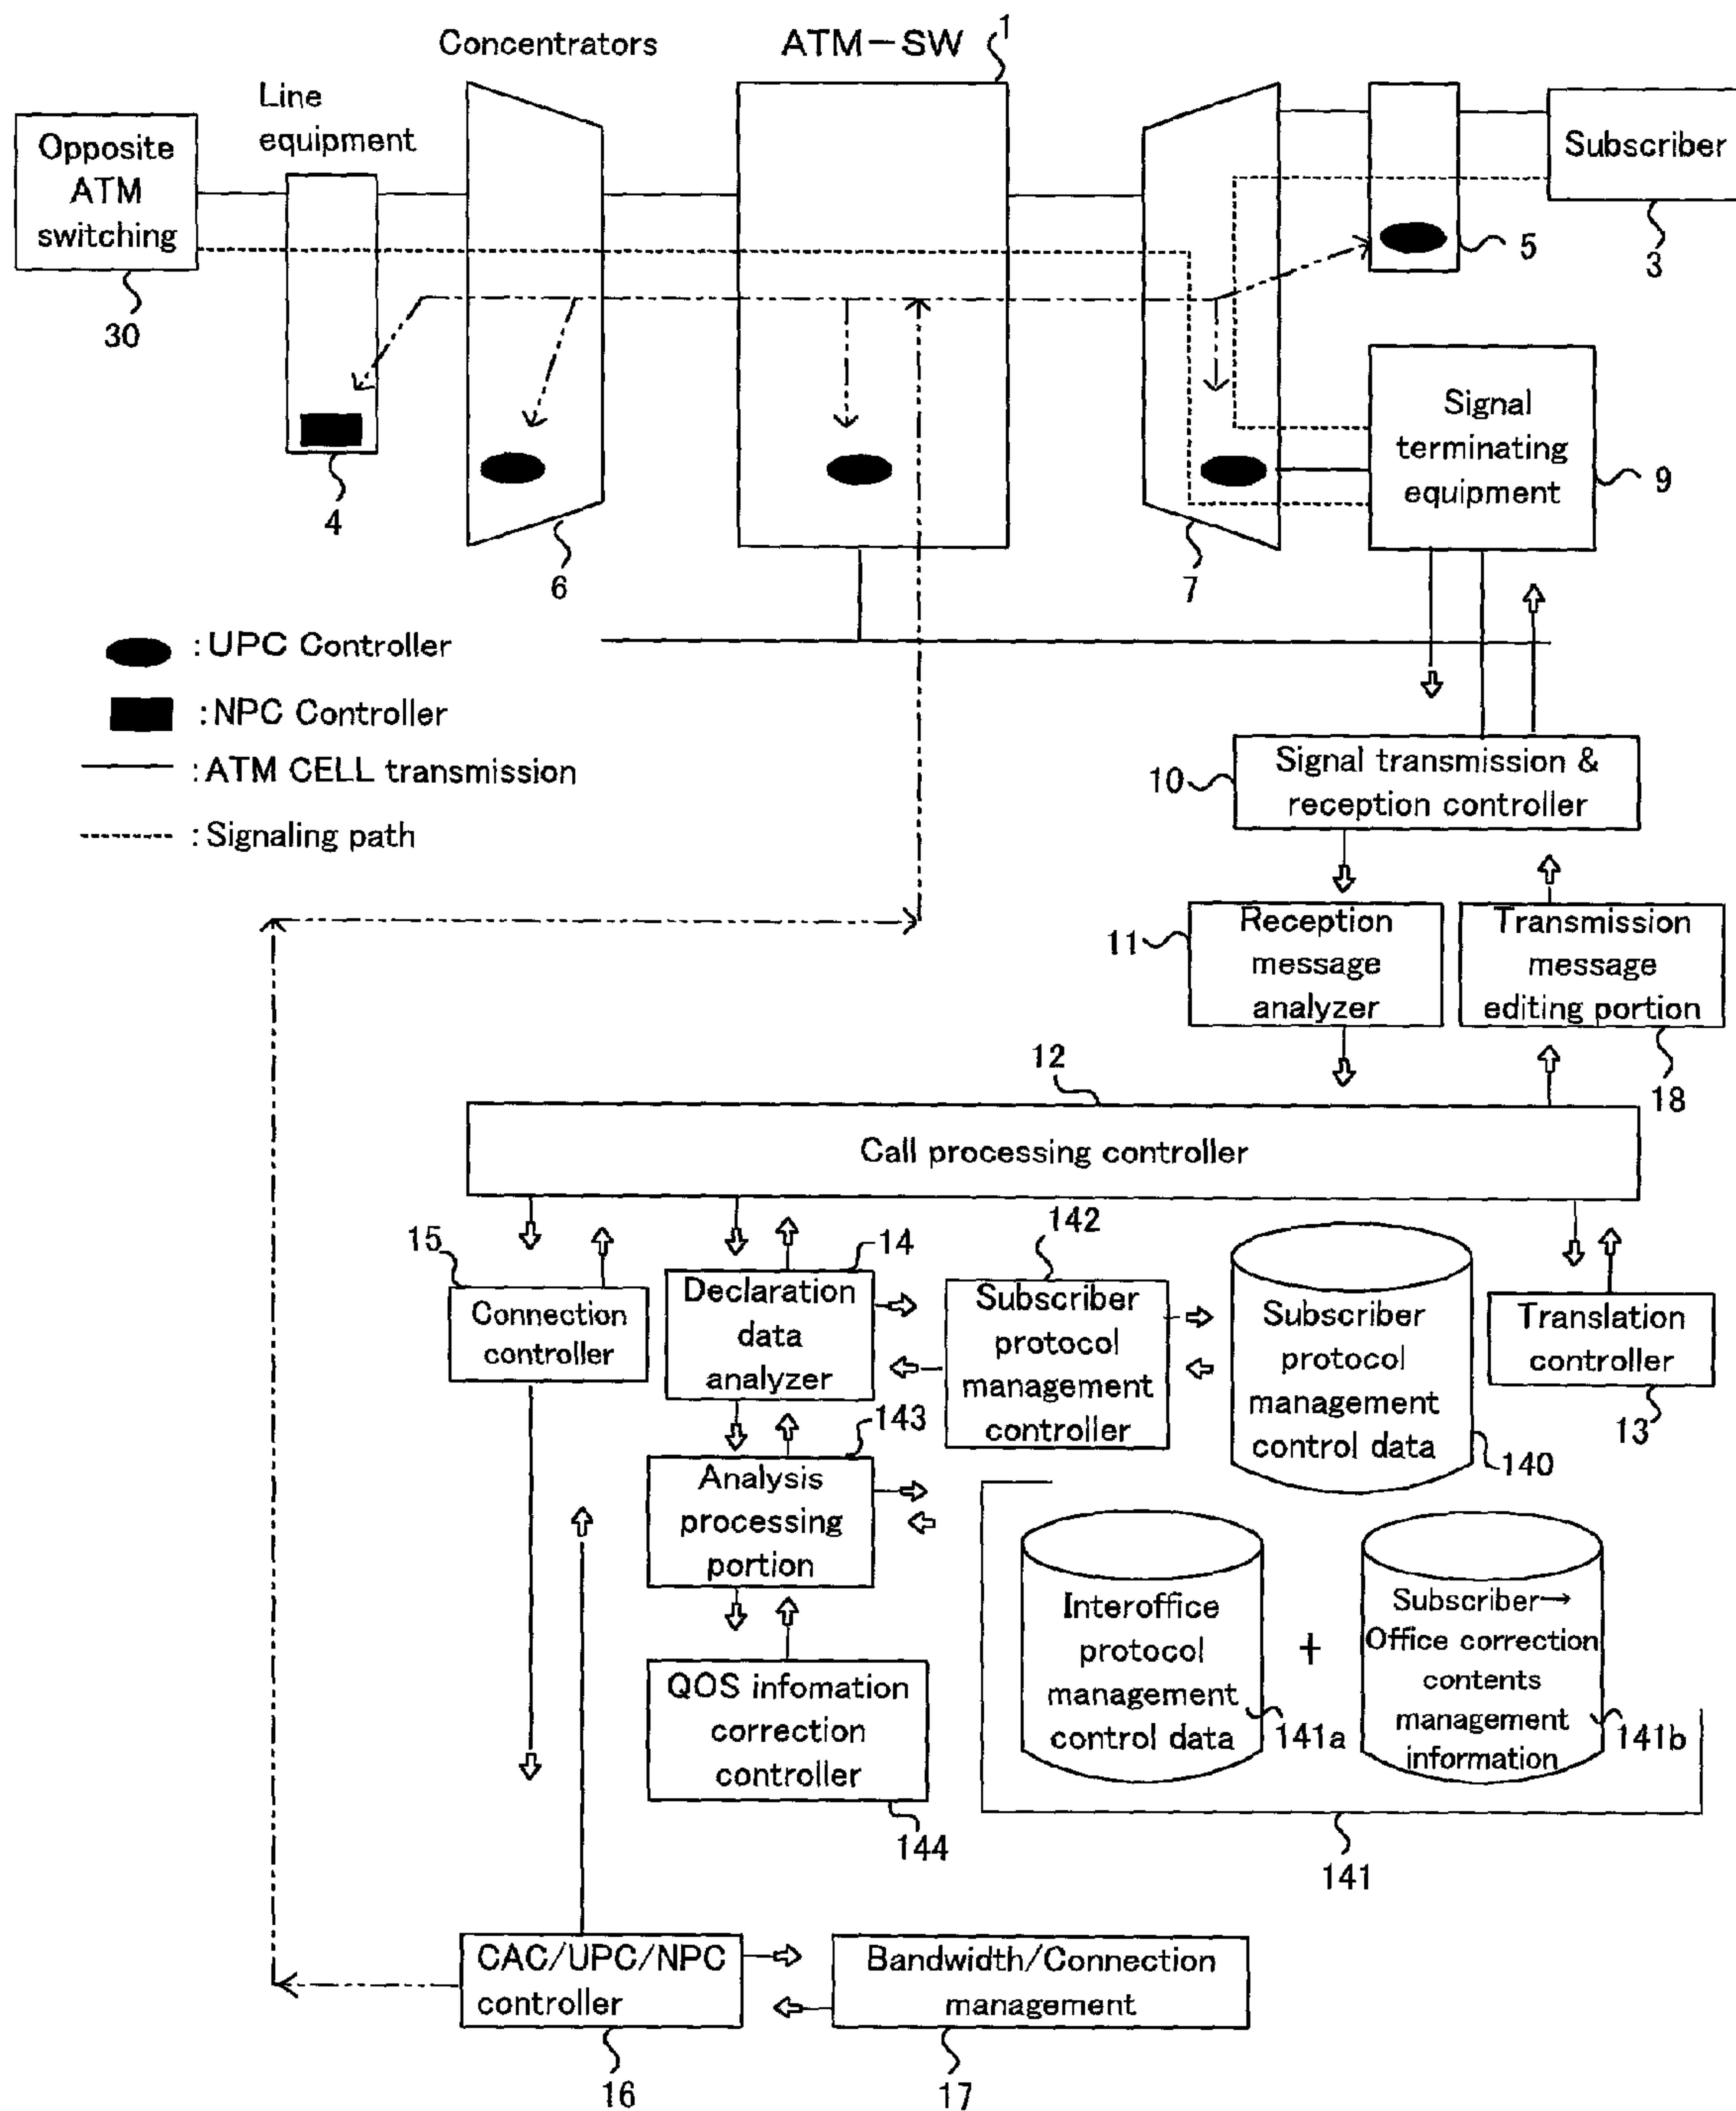 Concentrators
ATM-SW
1
Line
equipment
Opposite
ATM
switching
30
4
6
7
Subscriber
3
5
Signal
terminating
equipment
9
:UPC Controller
:NPC Controller
:ATM CELL transmission
:Signaling path
10
Signal transmission &
reception controller
11
Reception
message
analyzer
Transmission
message
editing portion
18
12
Call processing controller
15
Connection
controller
14
Declaration
data
analyzer
142
Subscriber
protocol
management
controller
Subscriber
protocol
management
control data
140
Translation
controller
13
143
Analysis
processing
portion
QOS infomation
correction
controller
144
Interoffice
protocol
management
control data
141a
+
Subscriber→
Office correction
contents
management
information
141b
141
CAC/UPC/NPC
controller
16
Bandwidth/Connection
management
17